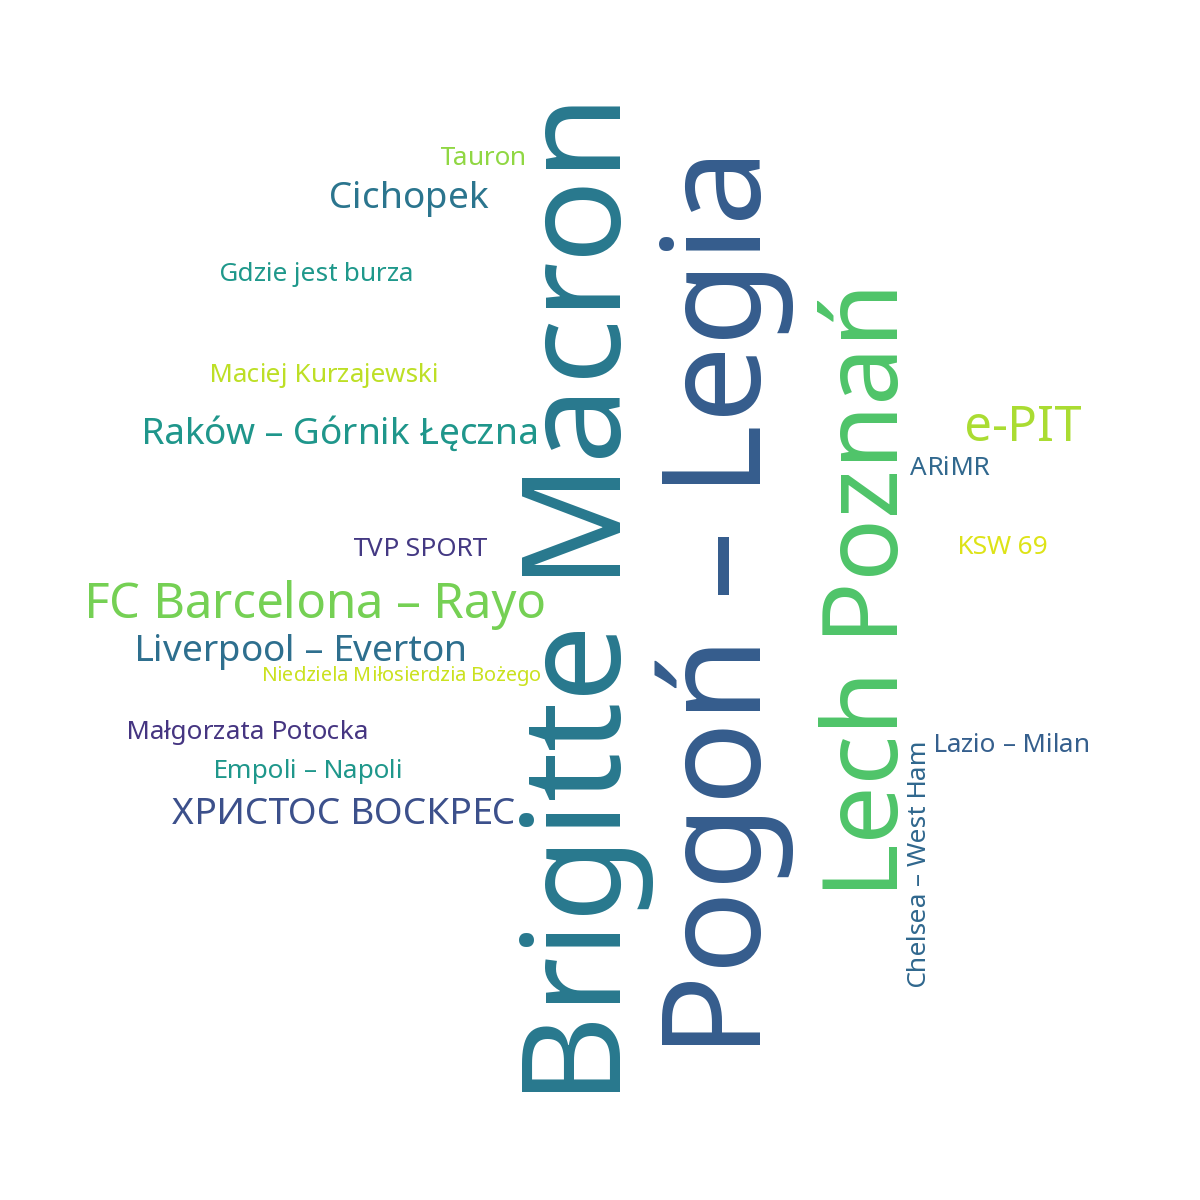 Tauron
Cichopek
Gdzie jest burza
Maciej Kurzajewski
Raków – Górnik Łęczna
TVP SPORT
FC Barcelona – Rayo
Liverpool – Everton
Niedziela Miłosierdzia Bożego
Małgorzata Potocka
Empoli – Napoli
ХРИСТОС ВОСКРЕС
Brigitte Macron
Pogoń – Legia
Lech Poznań
e-PIT
ARiMR
KSW 69
Lazio – Milan
Chelsea – West Ham